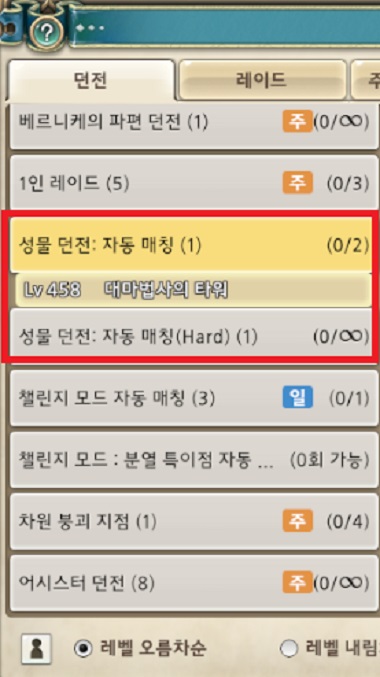 ?
던전 레이드 주
베르니케의 파편 던전 (1) 주 (0/∞)
1인 레이드 (5) 주 (0/3)
성물 던전: 자동 매칭 (1) (0/2)
Lv 458 대마법사의 타워
성물 던전: 자동 매칭(Hard) (1) (0/∞)
챌린지 모드 자동 매칭 (3) 일 (0/1)
챌린지 모드 : 분열 특이점 자동 ... (0회 가능)
차원 붕괴 지점 (1) 주 (0/4)
어시스터 던전 (8) 주 (0/∞)
레벨 오름차순 레벨 내림